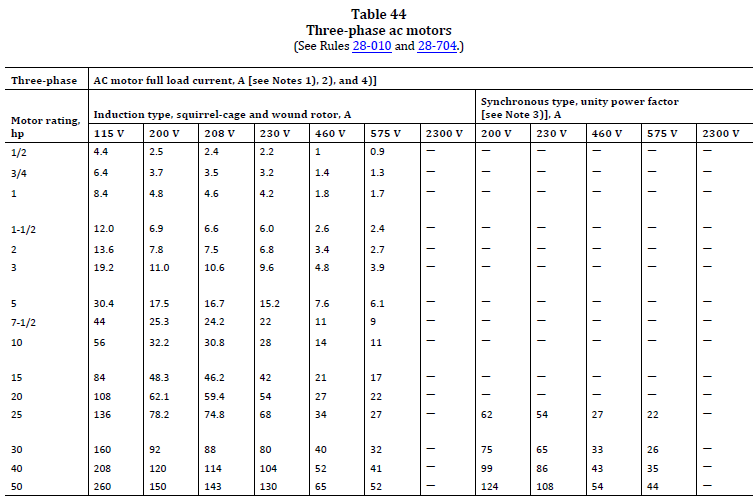 Table 44
Three-phase ac motors
(See Rules 28-010 and 28-704.)
Three-phase AC motor full load current, A [see Notes 1), 2), and 4)]
Motor rating, hp Induction type, squirrel-cage and wound rotor, A Synchronous type, unity power factor [see Note 3)], A
115 V 200 V 208 V 230 V 460 V 575 V 2300 V 200 V 230 V 460 V 575 V 2300 V
1/2 4.4 2.5 2.4 2.2 1 0.9 — — — — — —
3/4 6.4 3.7 3.5 3.2 1.4 1.3 — — — — — —
1 8.4 4.8 4.6 4.2 1.8 1.7 — — — — — —
1-1/2 12.0 6.9 6.6 6.0 2.6 2.4 — — — — — —
2 13.6 7.8 7.5 6.8 3.4 2.7 — — — — — —
3 19.2 11.0 10.6 9.6 4.8 3.9 — — — — — —
5 30.4 17.5 16.7 15.2 7.6 6.1 — — — — — —
7-1/2 44 25.3 24.2 22 11 9 — — — — — —
10 56 32.2 30.8 28 14 11 — — — — — —
15 84 48.3 46.2 42 21 17 — — — — — —
20 108 62.1 59.4 54 27 22 — — — — — —
25 136 78.2 74.8 68 34 27 — 62 54 27 22 —
30 160 92 88 80 40 32 — 75 65 33 26 —
40 208 120 114 104 52 41 — 99 86 43 35 —
50 260 150 143 130 65 52 — 124 108 54 44 —